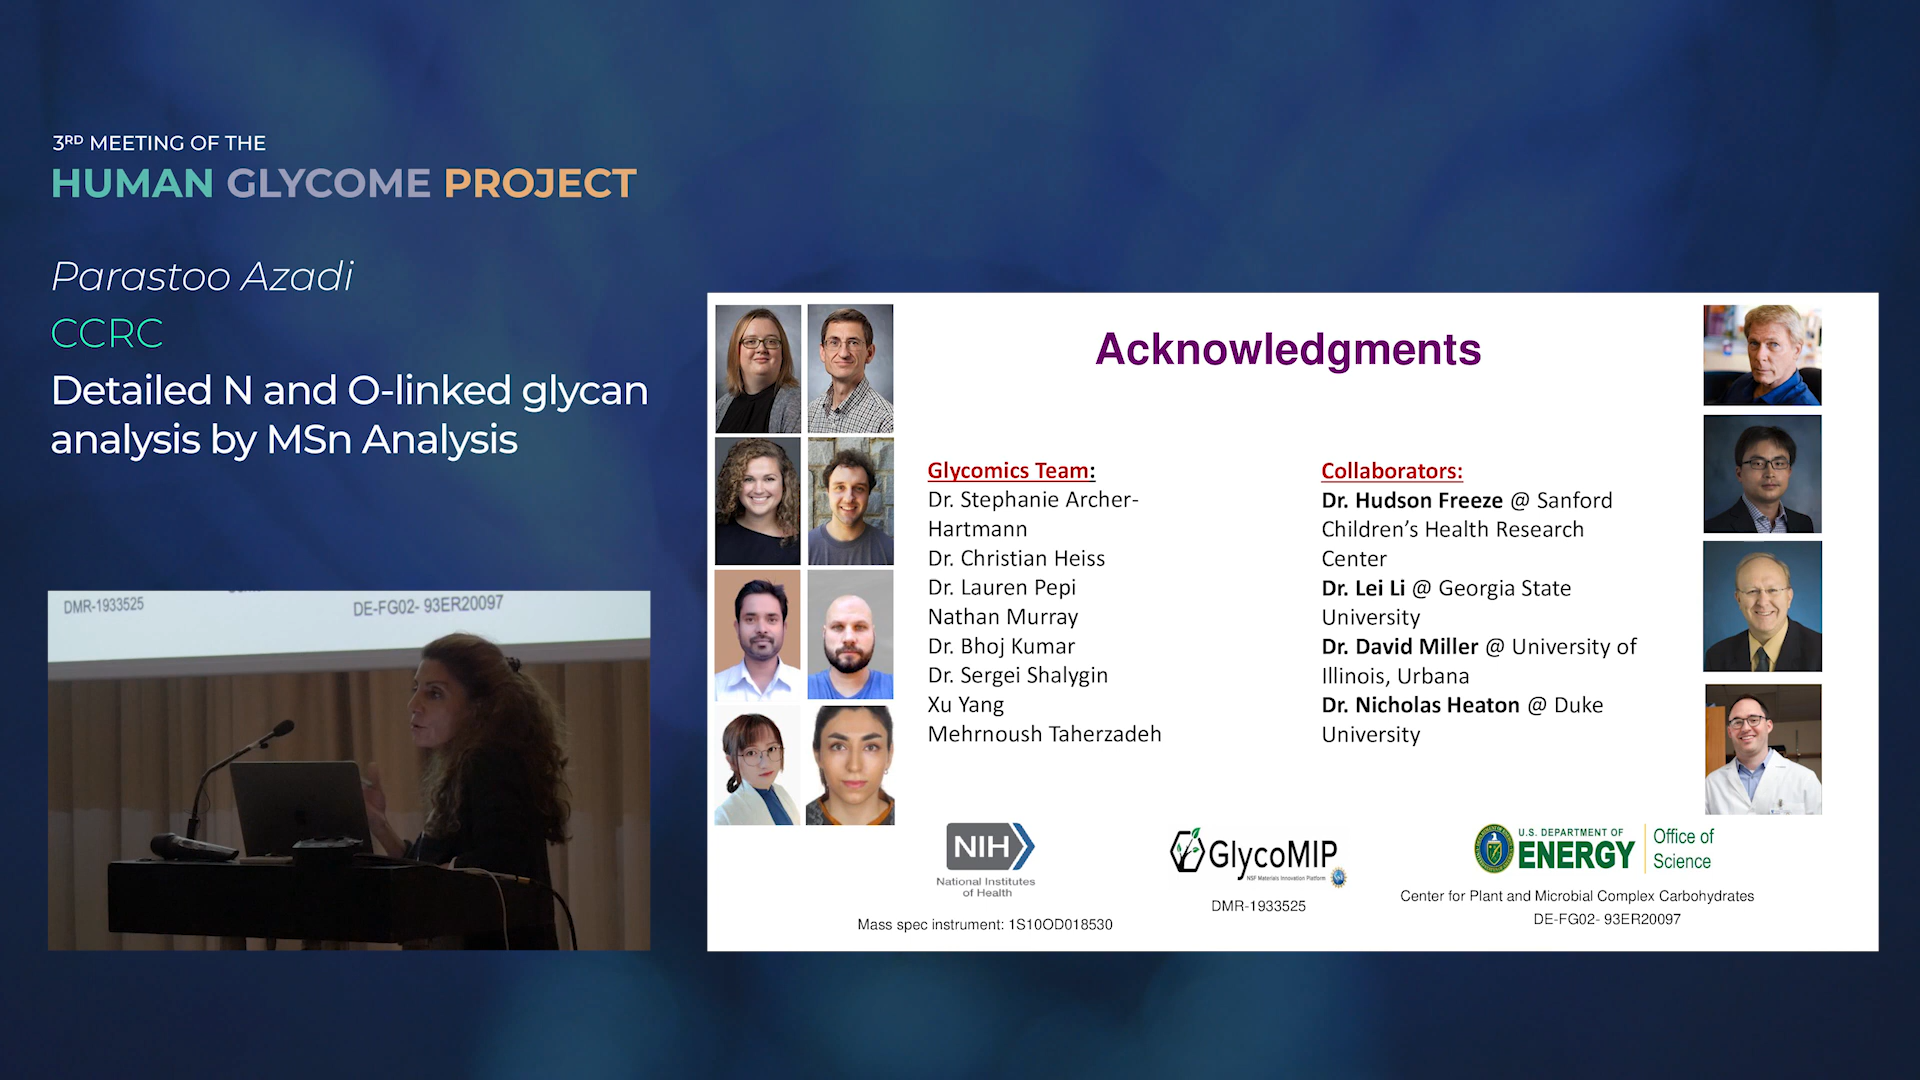 3RD MEETING OF THE
HUMAN GLYCOME PROJECT
Parastoo Azadi
CCRC
Detailed N and O-linked glycan
analysis by MSn Analysis
DMR-1933525
DE-FG02- 93ER20097
Acknowledgments
Glycomics Team:
Dr. Stephanie Archer-
Hartmann
Dr. Christian Heiss
Dr. Lauren Pepi
Nathan Murray
Dr. Bhoj Kumar
Dr. Sergei Shalygin
Xu Yang
Mehrnoush Taherzadeh
Collaborators:
Dr. Hudson Freeze @ Sanford
Children’s Health Research
Center
Dr. Lei Li @ Georgia State
University
Dr. David Miller @ University of
Illinois, Urbana
Dr. Nicholas Heaton @ Duke
University
NIH
National Institutes
of Health
Mass spec instrument: 1S10OD018530
GlycoMIP
NSF Materials Innovation Platform
DMR-1933525
U.S. DEPARTMENT OF
ENERGY
Office of
Science
Center for Plant and Microbial Complex Carbohydrates
DE-FG02- 93ER20097